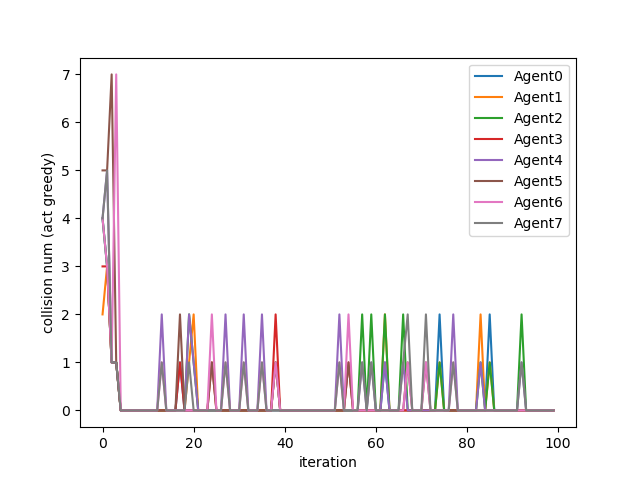 7
6
5
4
3
2
1
0
collision num (act greedy)
Agent0
Agent1
Agent2
Agent3
Agent4
Agent5
Agent6
Agent7
0 20 40 60 80 100
iteration